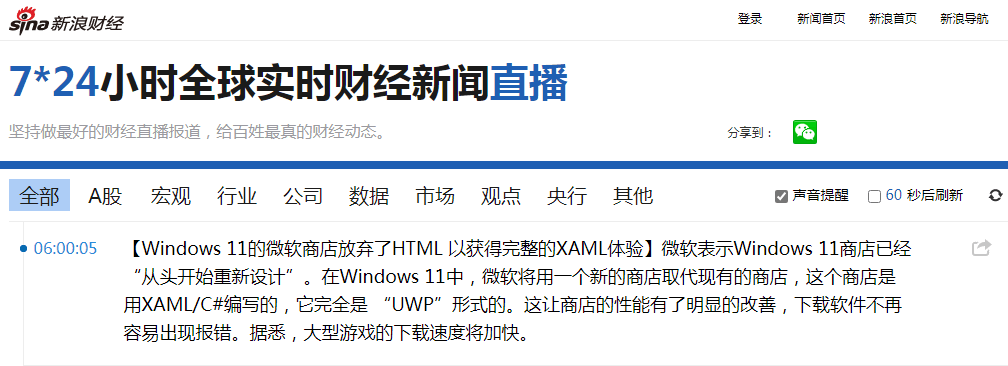 sina新浪财经
登录 新闻首页 新浪首页 新浪导航
7*24小时全球实时财经新闻直播
坚持做最好的财经直播报道，给百姓最真的财经动态。
分享到：
全部 A股 宏观 行业 公司 数据 市场 观点 央行 其他 声音提醒 60 秒后刷新
06:00:05 【Windows 11的微软商店放弃了HTML 以获得完整的XAML体验】微软表示Windows 11商店已经
“从头开始重新设计”。在Windows 11中，微软将用一个新的商店取代现有的商店，这个商店是
用XAML/C#编写的，它完全是 “UWP”形式的。这让商店的性能有了明显的改善，下载软件不再
容易出现报错。据悉，大型游戏的下载速度将加快。